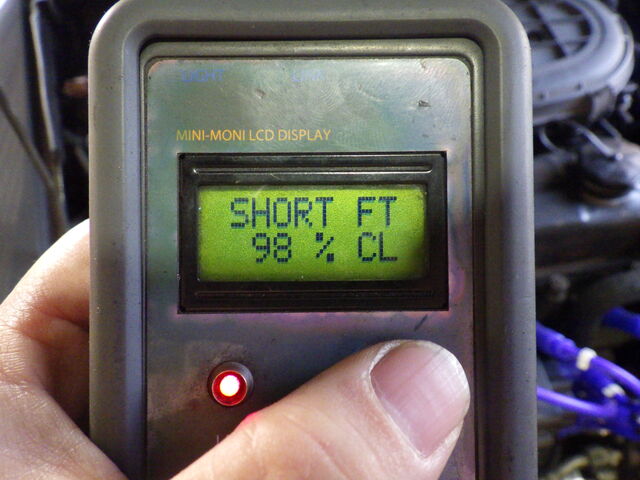 MINI-MONI LCD DISPLAY
SHORT FT
98 % CL